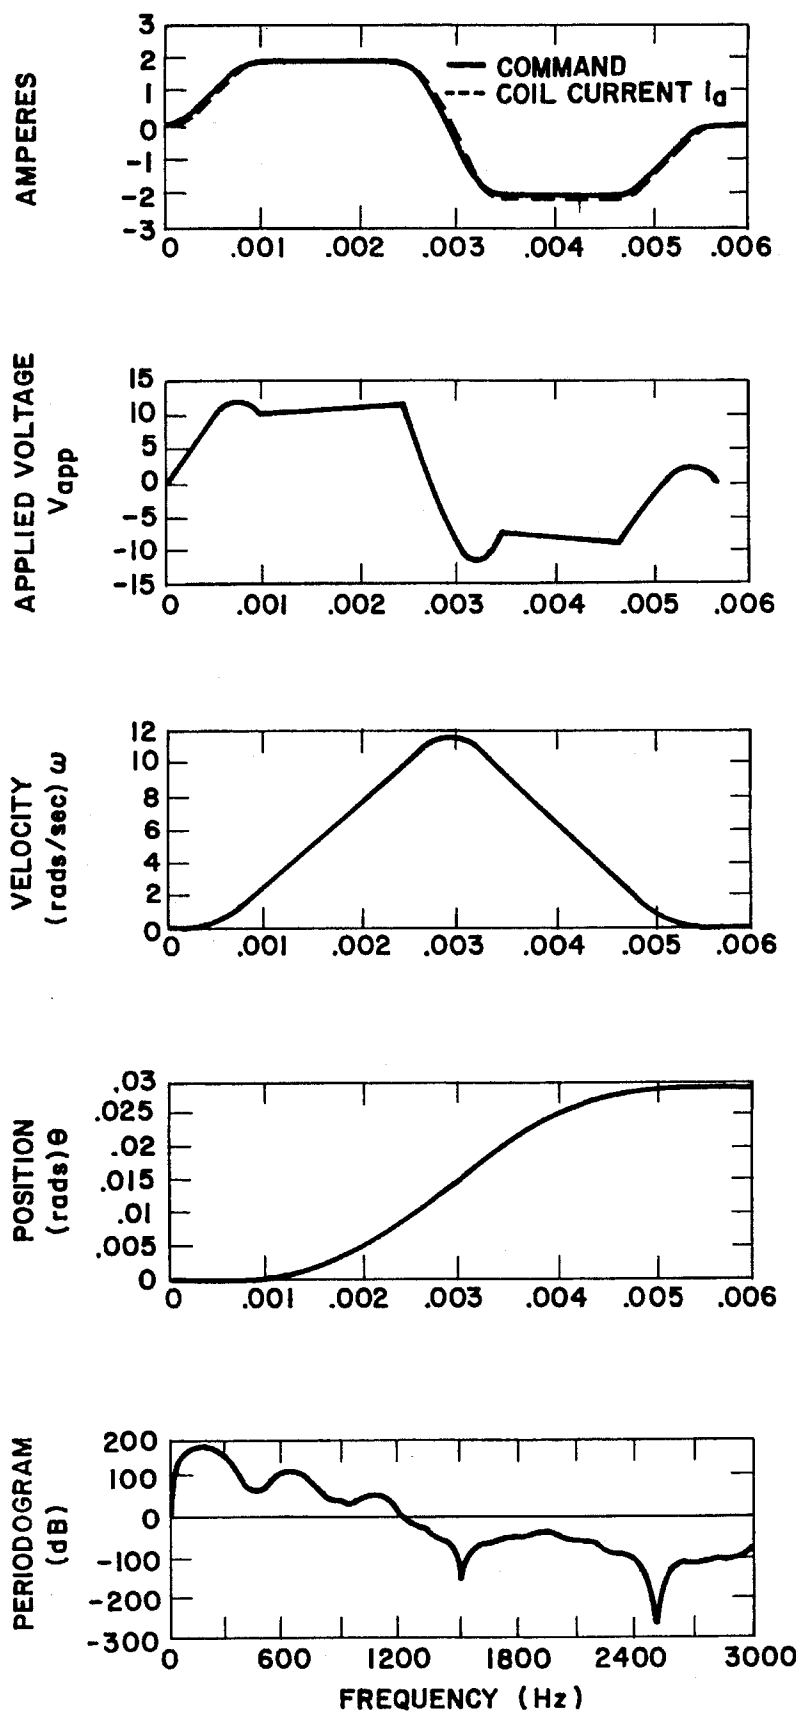 AMPERES
3
2
1
0
-1
-2
-3
COMMAND
COIL CURRENT Ia
0 .001 .002 .003 .004 .005 .006
APPLIED VOLTAGE
Vapp
15
10
5
0
-5
-10
-15
0 .001 .002 .003 .004 .005 .006
VELOCITY
(rads/sec) ω
12
10
8
6
4
2
0
0 .001 .002 .003 .004 .005 .006
POSITION
(rads) θ
.03
.025
.02
.015
.01
.005
0
0 .001 .002 .003 .004 .005 .006
PERIODOGRAM
(dB)
200
100
0
-100
-200
-300
0 600 1200 1800 2400 3000
FREQUENCY (Hz)